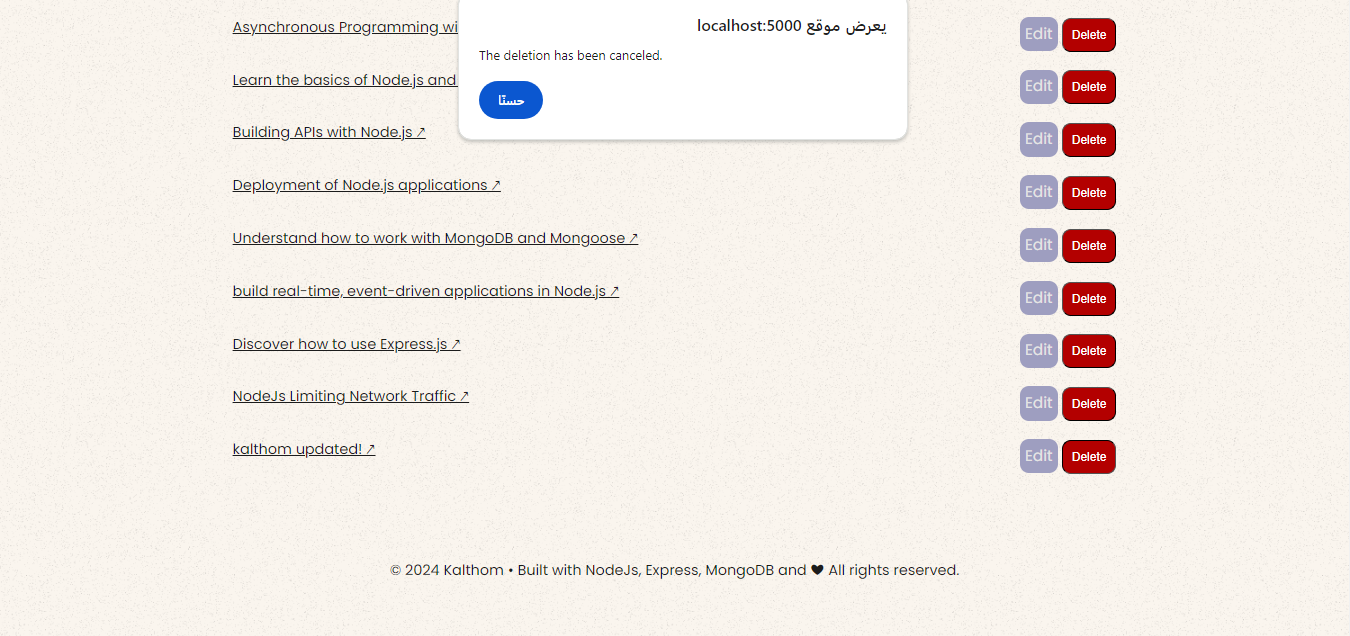 يعرض موقع localhost:5000
The deletion has been canceled.
حسنًا
Asynchronous Programming wi
Edit Delete
Learn the basics of Node.js and
Edit Delete
Building APIs with Node.js ↗
Edit Delete
Deployment of Node.js applications ↗
Edit Delete
Understand how to work with MongoDB and Mongoose ↗
Edit Delete
build real-time, event-driven applications in Node.js ↗
Edit Delete
Discover how to use Express.js ↗
Edit Delete
NodeJs Limiting Network Traffic ↗
Edit Delete
kalthom updated! ↗
Edit Delete
© 2024 Kalthom • Built with NodeJs, Express, MongoDB and ♥ All rights reserved.